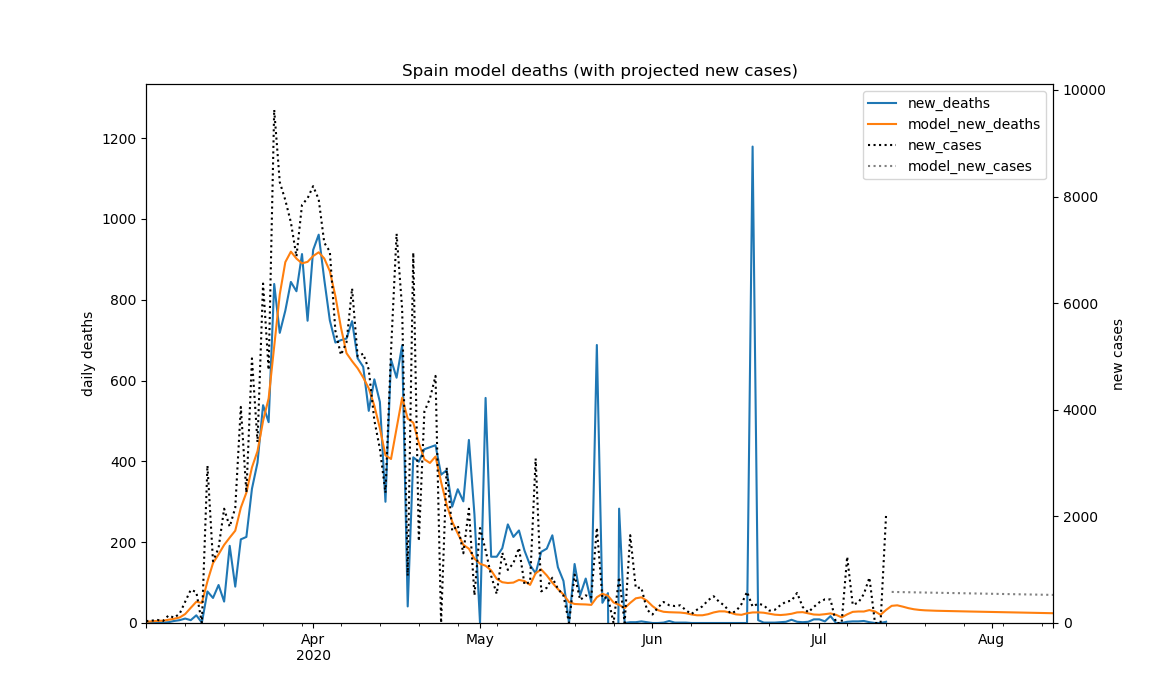 Spain model deaths (with projected new cases)
new_deaths
model_new_deaths
new_cases
model_new_cases
daily deaths
1200
1000
800
600
400
200
0
10000
8000
6000
4000
2000
0
new cases
Apr
2020
May
Jun
Jul
Aug